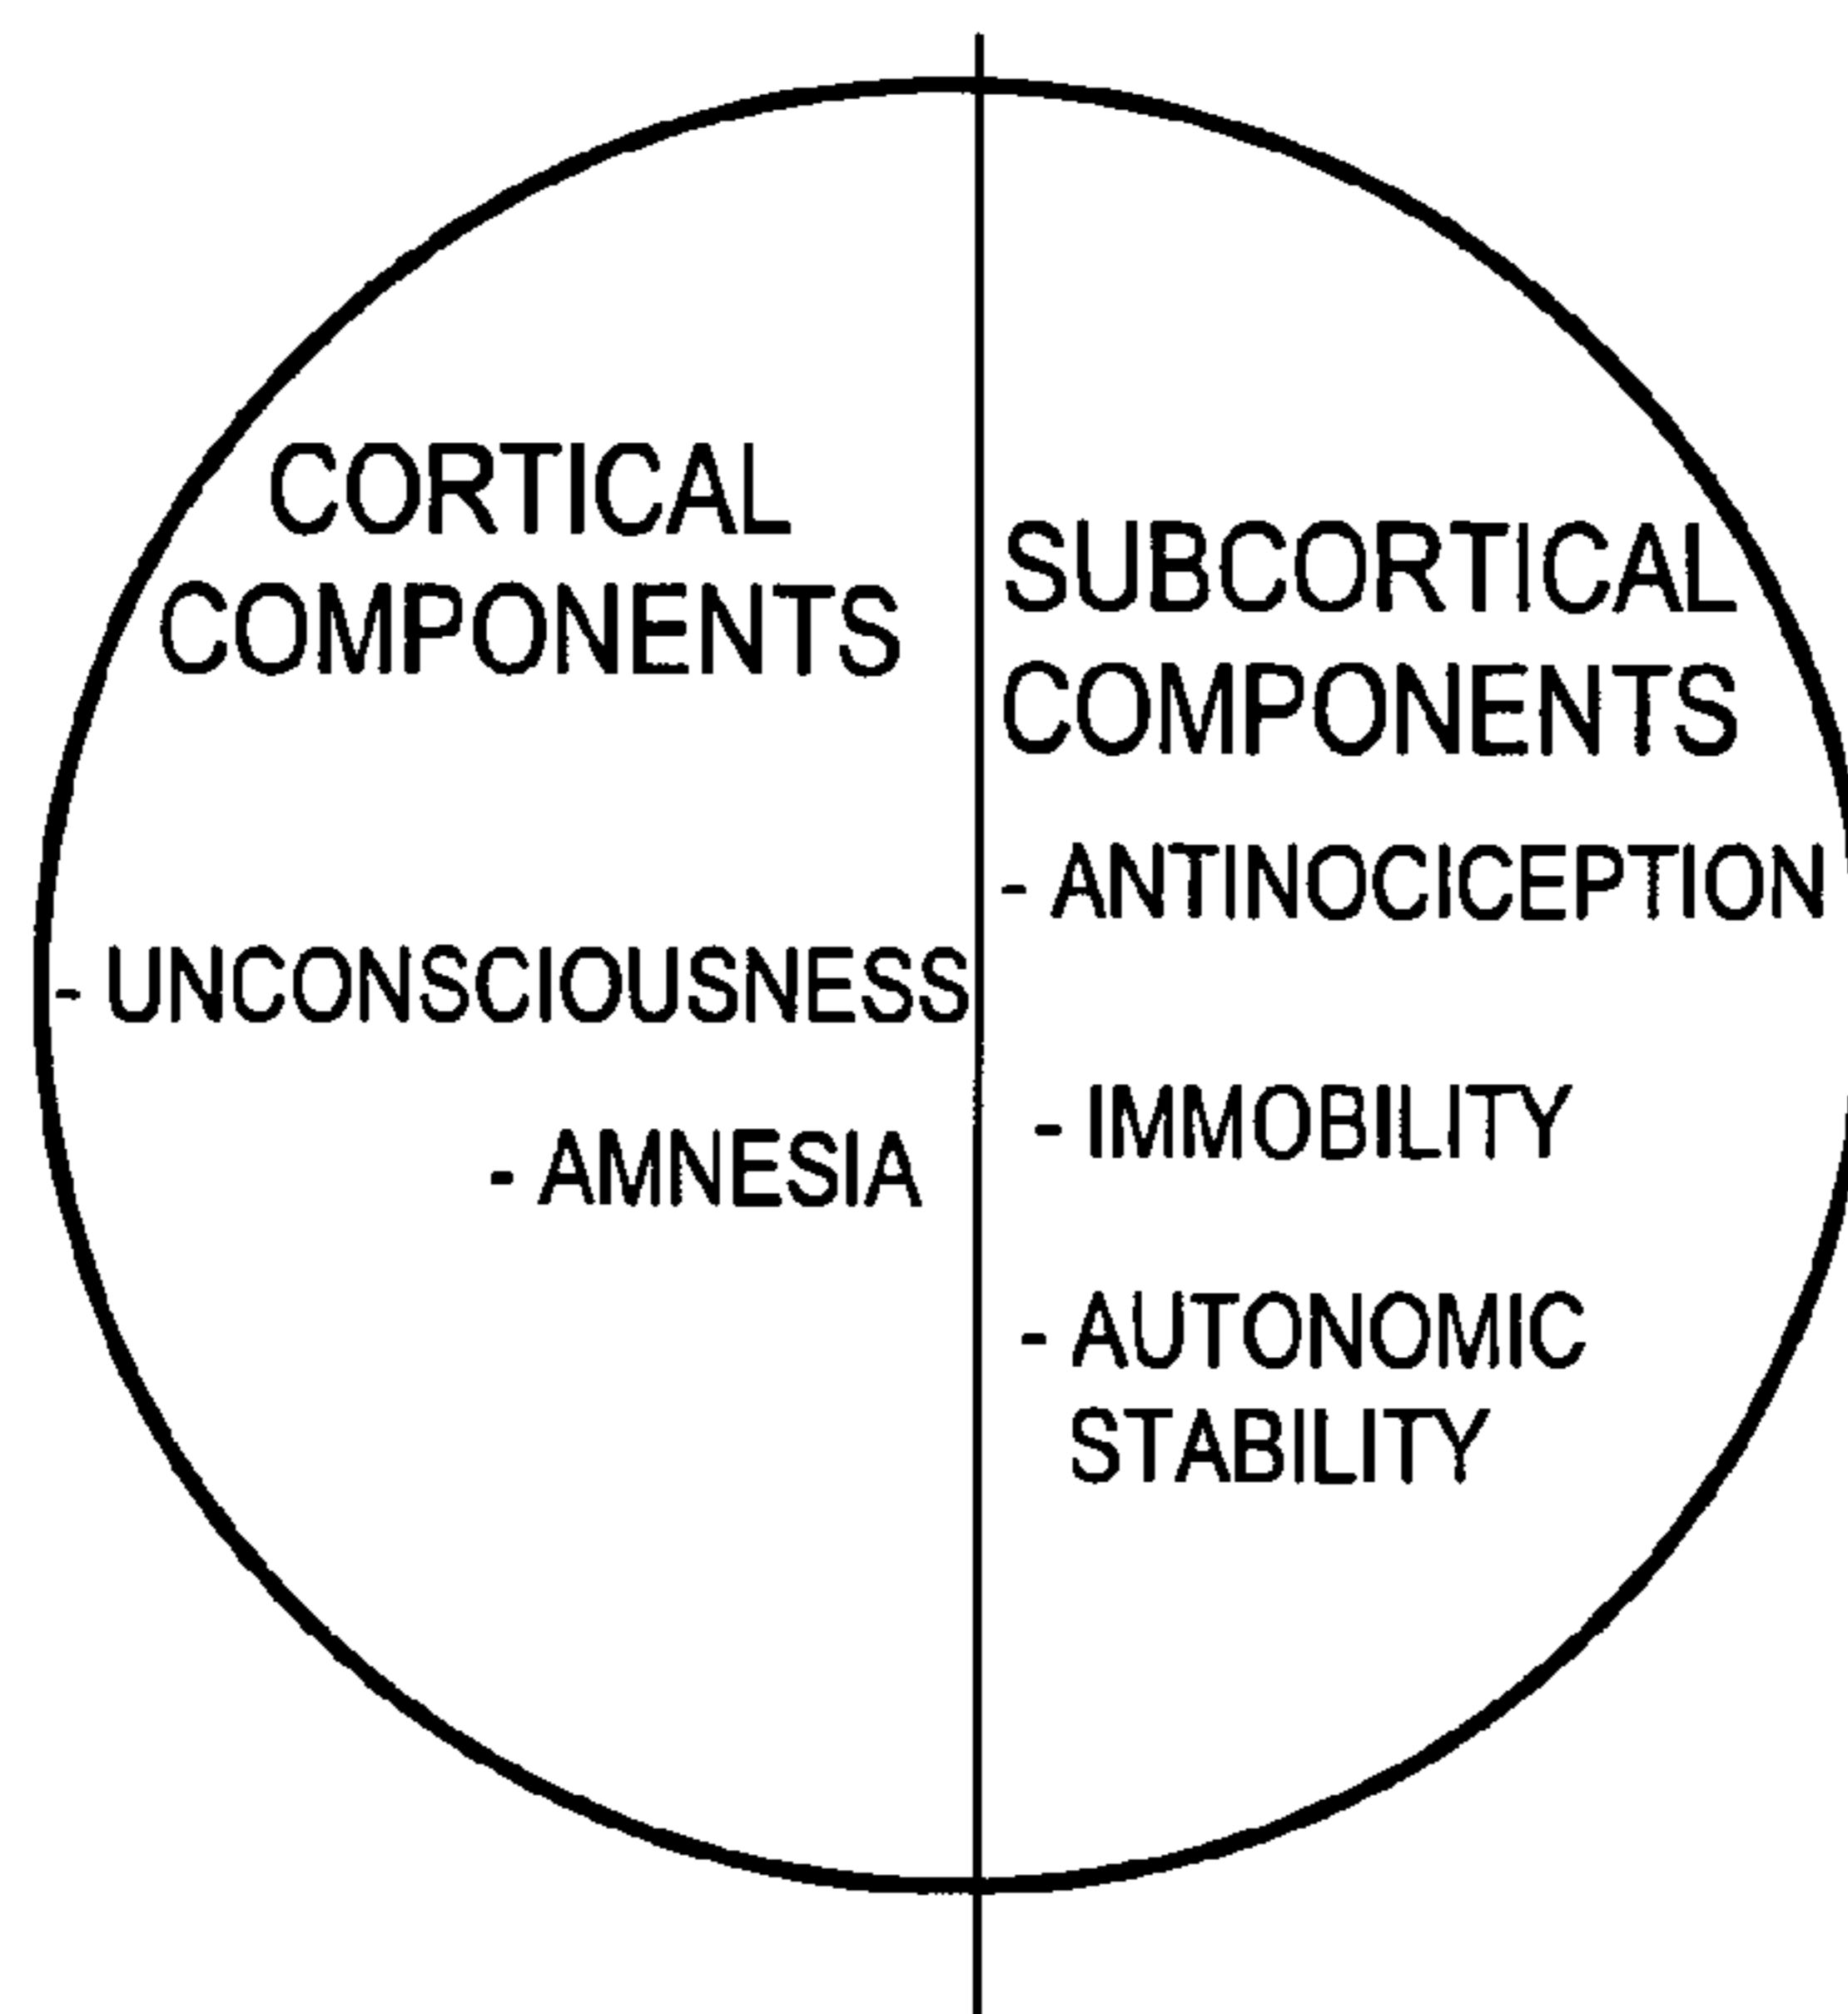 CORTICAL
COMPONENTS
- UNCONSCIOUSNESS
- AMNESIA
SUBCORTICAL
COMPONENTS
- ANTINOCICEPTION
- IMMOBILITY
- AUTONOMIC
STABILITY